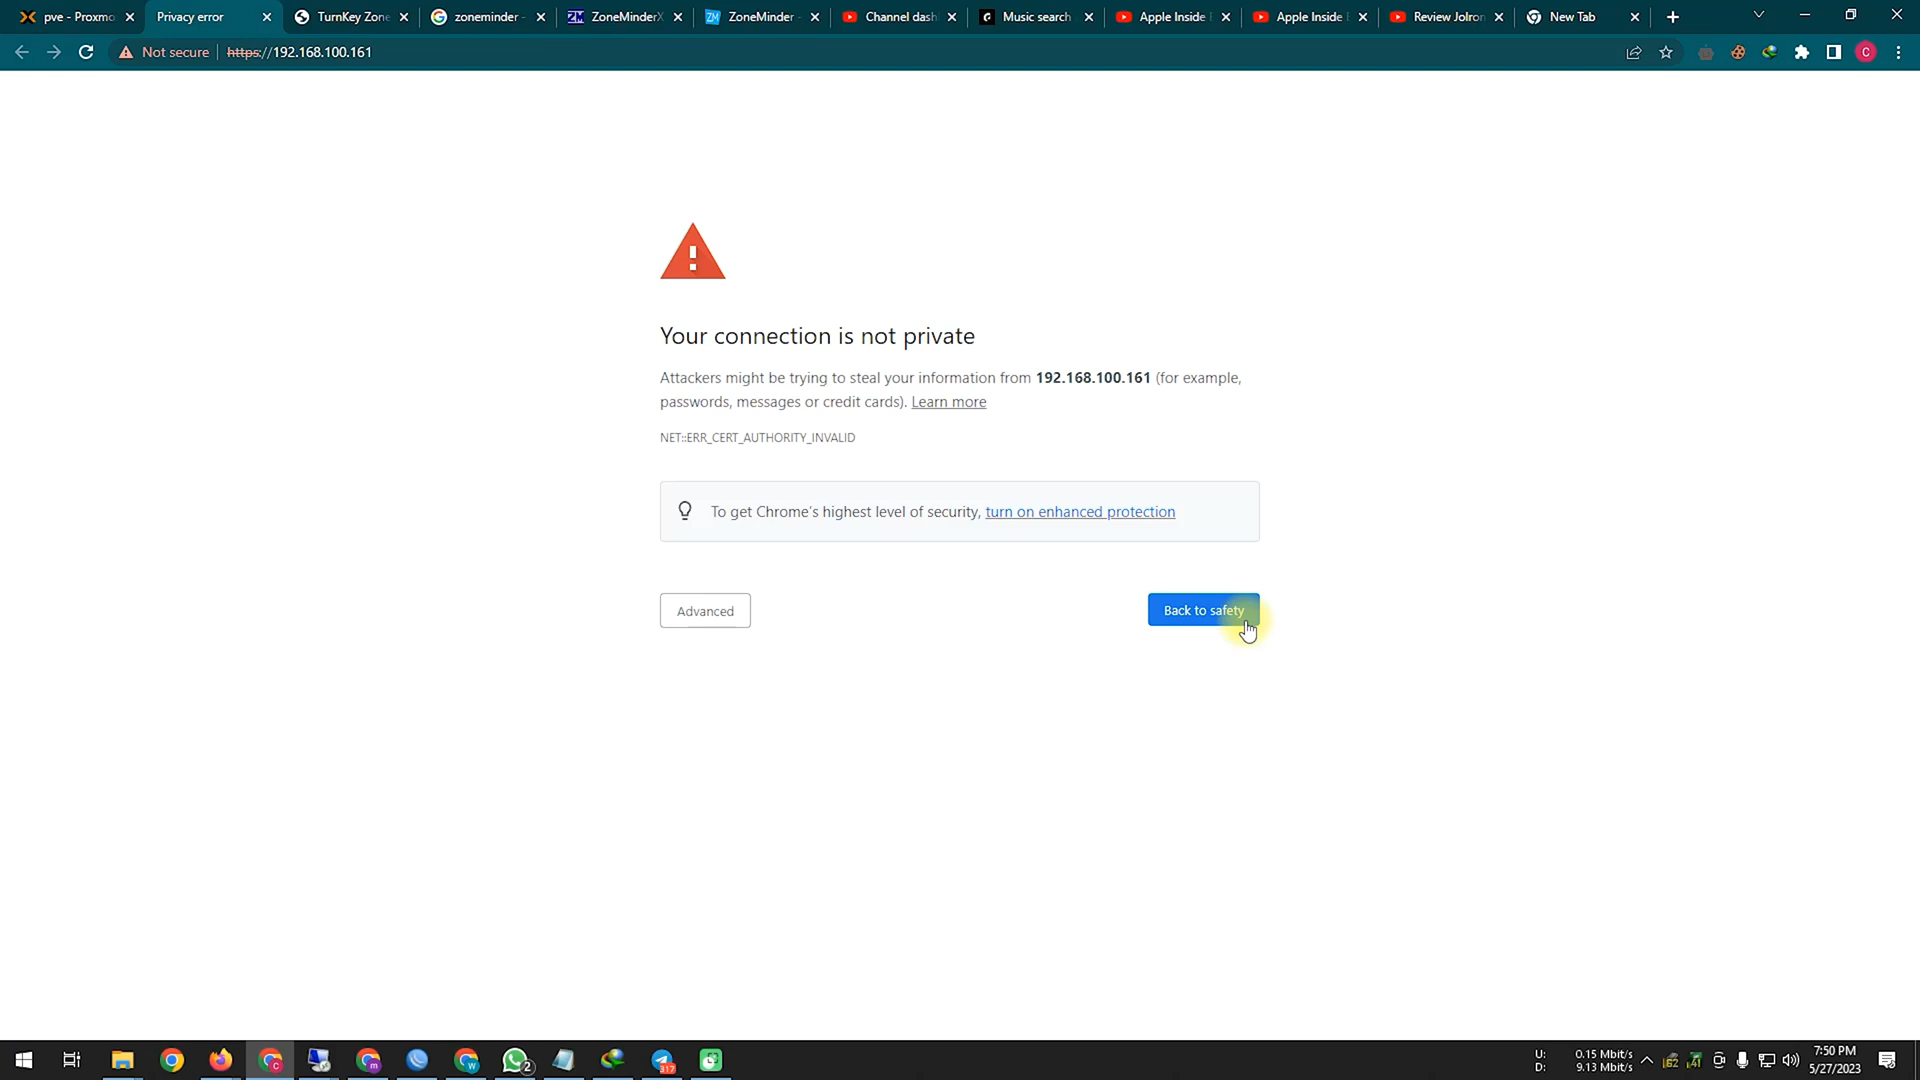 pve - Proxmo
Privacy error
TurnKey Zone
zoneminder -
ZoneMinderX
ZoneMinder -
Channel dash
Music search
Apple Inside E
Apple Inside E
Review Jolron
New Tab
Not secure
https://192.168.100.161
C
Your connection is not private
Attackers might be trying to steal your information from 192.168.100.161 (for example,
passwords, messages or credit cards). Learn more
NET::ERR_CERT_AUTHORITY_INVALID
To get Chrome's highest level of security, turn on enhanced protection
Advanced
Back to safety
2
317
U: 0.15 Mbit/s
D: 9.13 Mbit/s
7:50 PM
5/27/2023